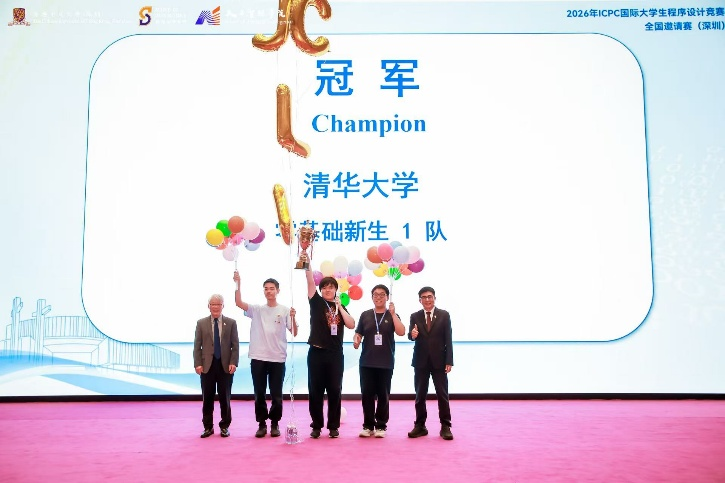 2026年ICPC国际大学生程序设计竞赛
全国邀请赛（深圳）
冠 军
Champion
清华大学
基础新生 1 队